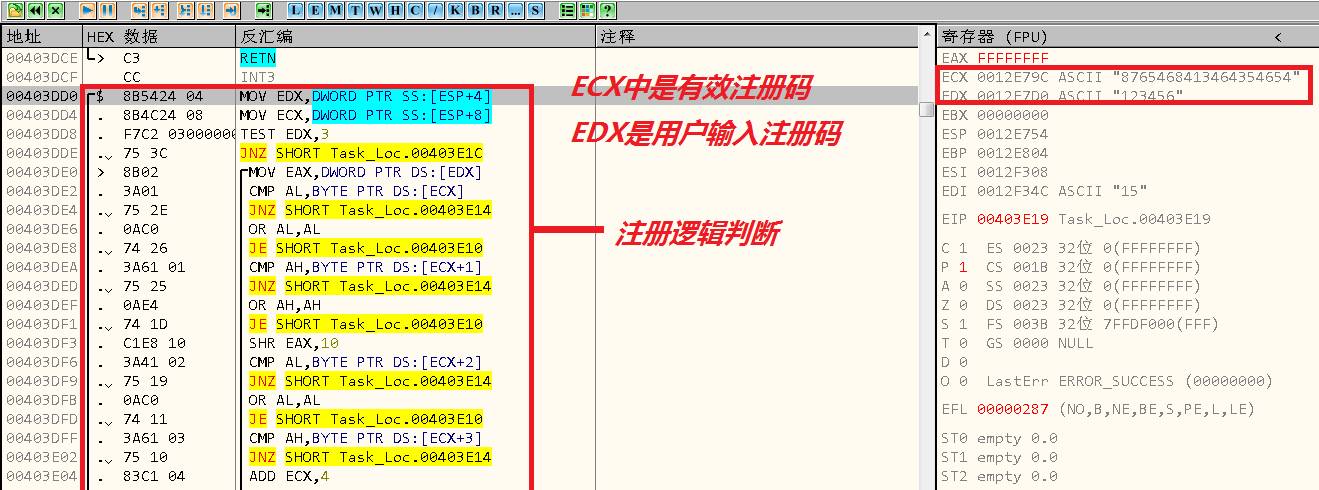 L E M T W H C / K B R ... S ?
地址 HEX 数据 反汇编 注释 寄存器 (FPU) <
00403DCE C3 RETN EAX FFFFFFFF
00403DCF CC INT3 ECX 0012E79C ASCII "8765468413464354654"
00403DD0 $ 8B5424 04 MOV EDX,DWORD PTR SS:[ESP+4] EDX 0012E7D0 ASCII "123456"
00403DD4 . 8B4C24 08 MOV ECX,DWORD PTR SS:[ESP+8] EBX 00000000
00403DD8 . F7C2 03000000 TEST EDX,3 ESP 0012E754
00403DDE . 75 3C JNZ SHORT Task_Loc.00403E1C EBP 0012E804
00403DE0 > 8B02 MOV EAX,DWORD PTR DS:[EDX] ESI 0012F308
00403DE2 . 3A01 CMP AL,BYTE PTR DS:[ECX] EDI 0012F34C ASCII "15"
00403DE4 . 75 2E JNZ SHORT Task_Loc.00403E14
EIP 00403E19 Task_Loc.00403E19
00403DE6 . 0AC0 OR AL,AL
00403DE8 . 74 26 JE SHORT Task_Loc.00403E10 C 1 ES 0023 32位 0(FFFFFFFF)
00403DEA . 3A61 01 CMP AH,BYTE PTR DS:[ECX+1] P 1 CS 001B 32位 0(FFFFFFFF)
00403DED . 75 25 JNZ SHORT Task_Loc.00403E14 A 0 SS 0023 32位 0(FFFFFFFF)
00403DEF . 0AE4 OR AH,AH Z 0 DS 0023 32位 0(FFFFFFFF)
00403DF1 . 74 1D JE SHORT Task_Loc.00403E10 S 1 FS 003B 32位 7FFDF000(FFF)
00403DF3 . C1E8 10 SHR EAX,10 T 0 GS 0000 NULL
00403DF6 . 3A41 02 CMP AL,BYTE PTR DS:[ECX+2] D 0
00403DF9 . 75 19 JNZ SHORT Task_Loc.00403E14 O 0 LastErr ERROR_SUCCESS (00000000)
00403DFB . 0AC0 OR AL,AL
00403DFD . 74 11 JE SHORT Task_Loc.00403E10 EFL 00000287 (NO,B,NE,BE,S,PE,L,LE)
00403DFF . 3A61 03 CMP AH,BYTE PTR DS:[ECX+3] ST0 empty 0.0
00403E02 . 75 10 JNZ SHORT Task_Loc.00403E14 ST1 empty 0.0
00403E04 . 83C1 04 ADD ECX,4 ST2 empty 0.0
ECX中是有效注册码
EDX是用户输入注册码
注册逻辑判断